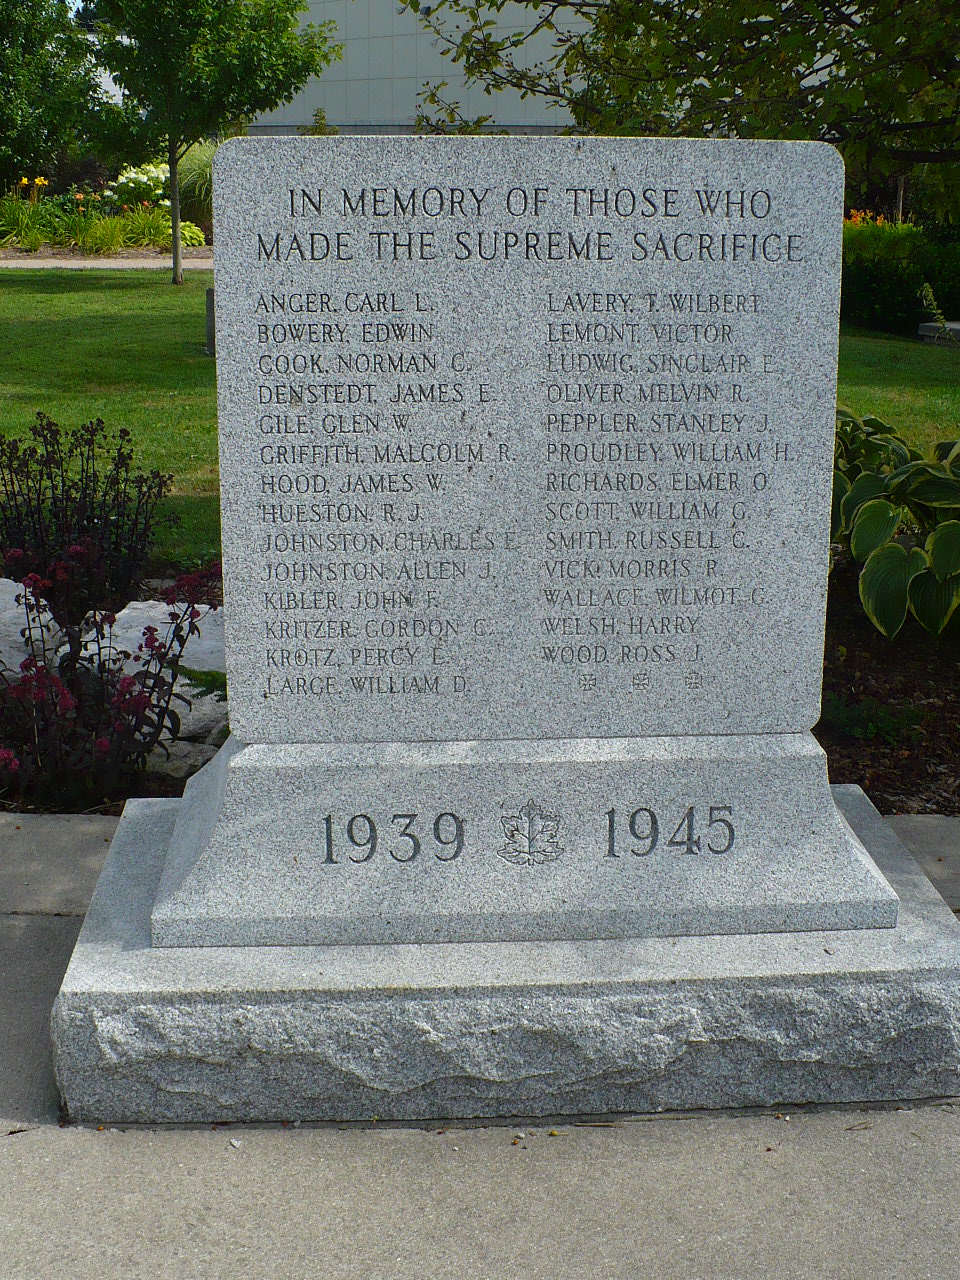 IN MEMORY OF THOSE WHO
MADE THE SUPREME SACRIFICE
ANGER, CARL L.
BOWERY, EDWIN
COOK, NORMAN C.
DENSTEDT, JAMES E.
GILE, GLEN W.
GRIFFITH, MALCOLM R.
HOOD, JAMES W.
HUESTON, R. J.
JOHNSTON, CHARLES E.
JOHNSTON, ALLEN J.
KIBLER, JOHN F.
KRITZER, GORDON C.
KROTZ, PERCY E.
LARGE, WILLIAM D.
LAVERY, T. WILBERT
LEMONT, VICTOR
LUDWIG, SINCLAIR E.
OLIVER, MELVIN R.
PEPPLER, STANLEY J.
PROUDLEY, WILLIAM H.
RICHARDS, ELMER O.
SCOTT, WILLIAM G.
SMITH, RUSSELL C.
VICK, MORRIS R.
WALLACE, WILMOT G.
WELSH, HARRY
WOOD, ROSS J.
1939 1945